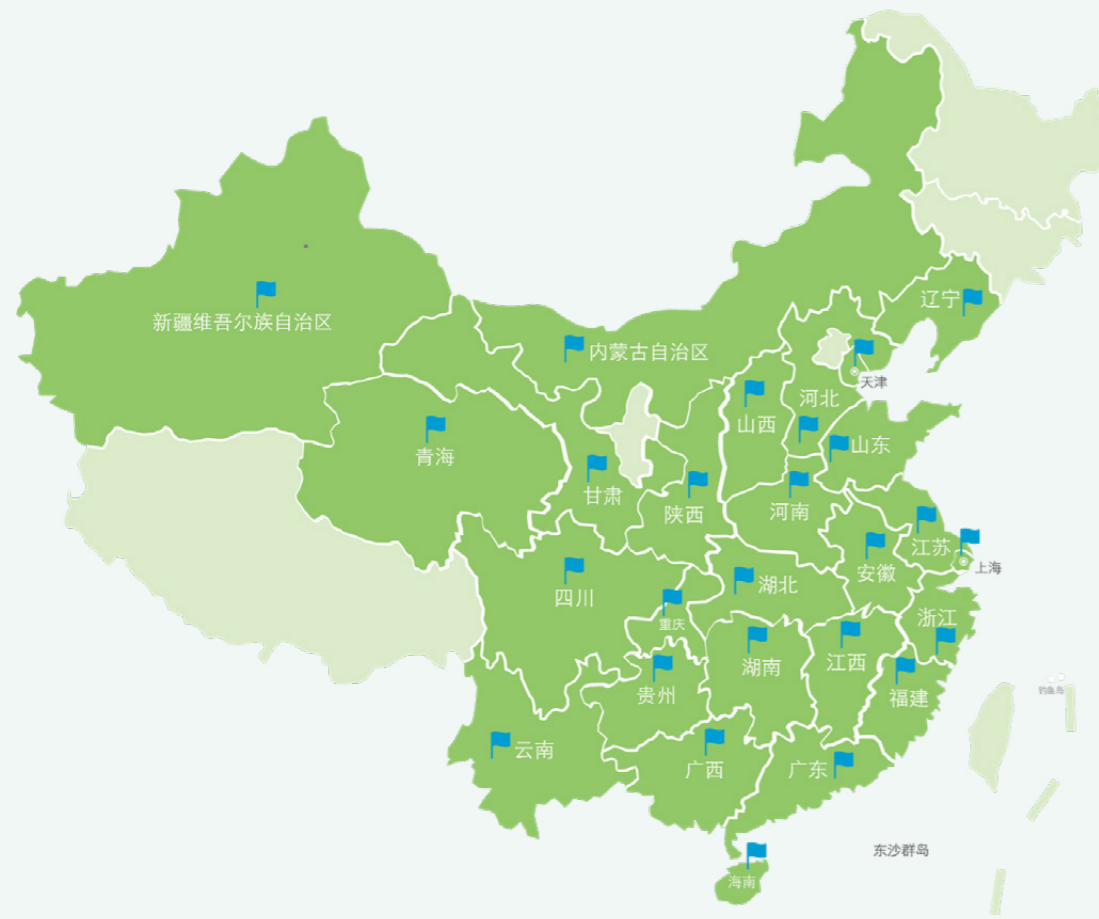 辽宁
新疆维吾尔族自治区
内蒙古自治区
天津
河北
山西
山东
青海
甘肃
陕西
河南
江苏
上海
安徽
湖北
四川
浙江
重庆
江西
湖南
钓鱼岛
贵州
福建
云南
广西
广东
东沙群岛
海南